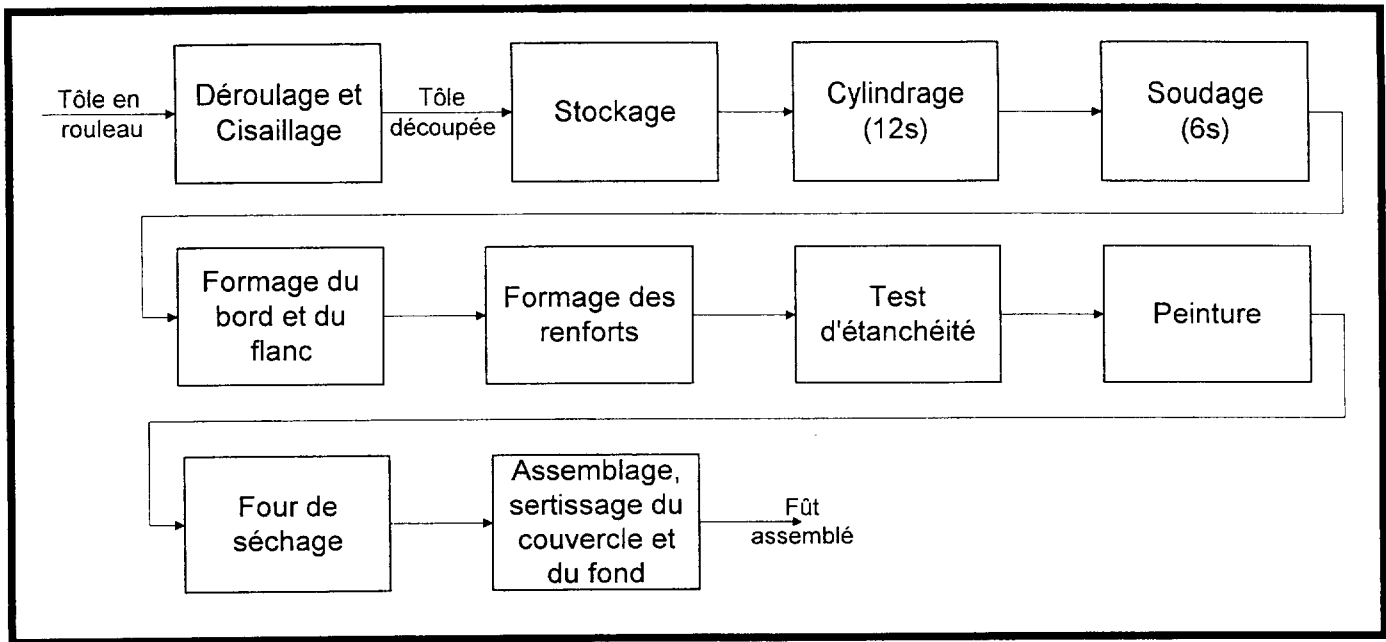 Tôle en
rouleau
Déroulage et
Cisaillage
Tôle
découpée
Stockage
Cylindrage
(12s)
Soudage
(6s)
Formage du
bord et du
flanc
Formage des
renforts
Test
d'étanchéité
Peinture
Four de
séchage
Assemblage,
sertissage du
couvercle et
du fond
Fût
assemblé